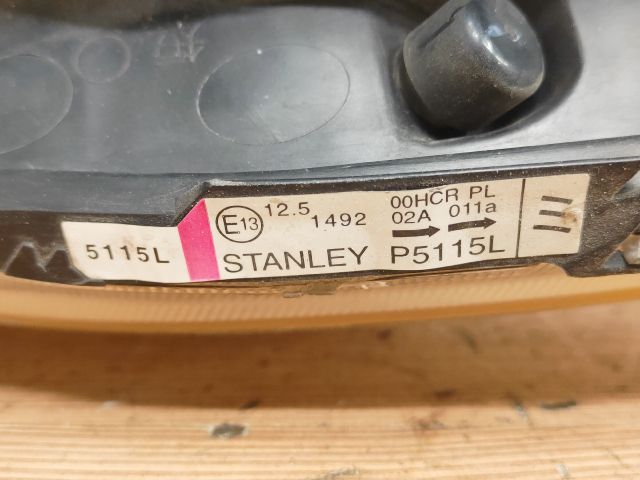 5115L
E13 12.5 1492
00HCR PL
02A 011a
STANLEY P5115L